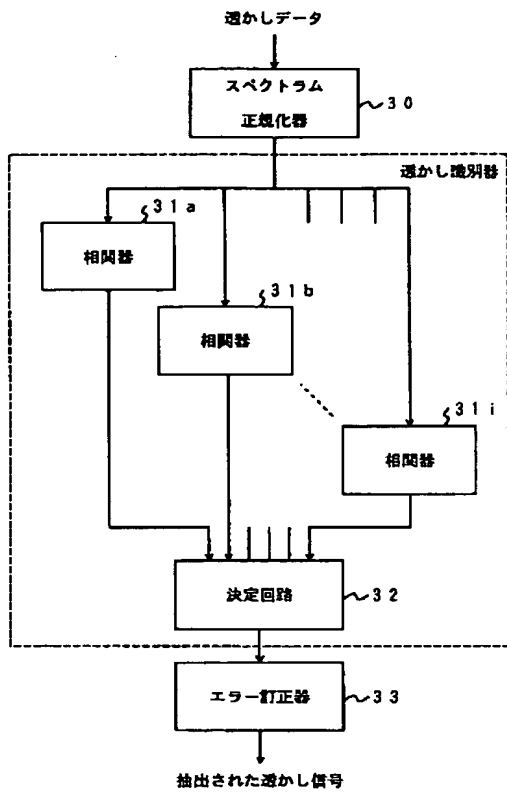 透かしデータ
スペクトラム
正規化器
30
透かし識別器
31a
相関器
31b
相関器
31i
相関器
決定回路
32
エラー訂正器
33
抽出された透かし信号